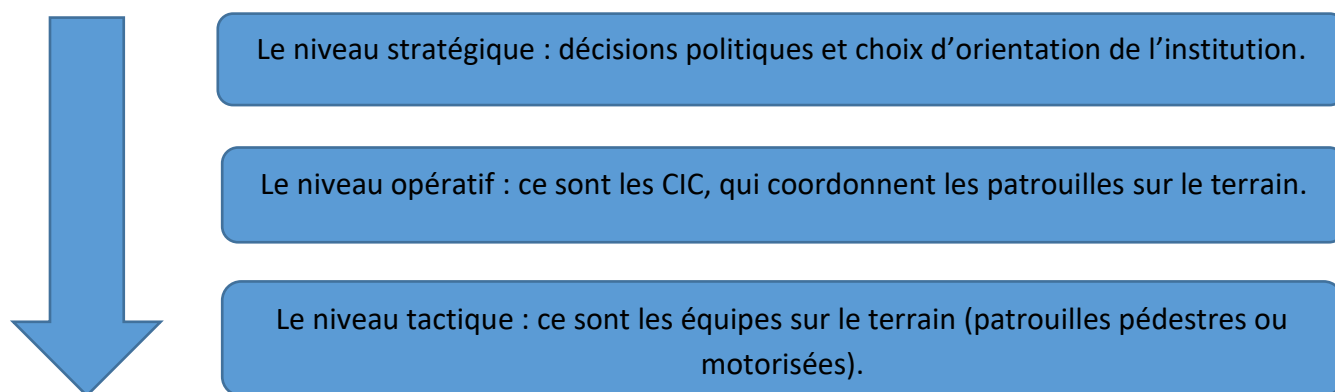 Le niveau stratégique : décisions politiques et choix d’orientation de l’institution.
Le niveau opératif : ce sont les CIC, qui coordonnent les patrouilles sur le terrain.
Le niveau tactique : ce sont les équipes sur le terrain (patrouilles pédestres ou
motorisées).